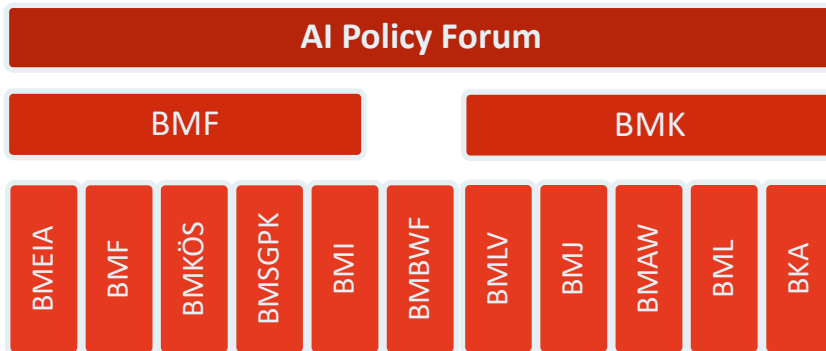 AI Policy Forum
BMF
BMK
BMEIA
BMF
BMKÖS
BMSGPK
BMI
BMBWF
BMLV
BMJ
BMAW
BML
BKA